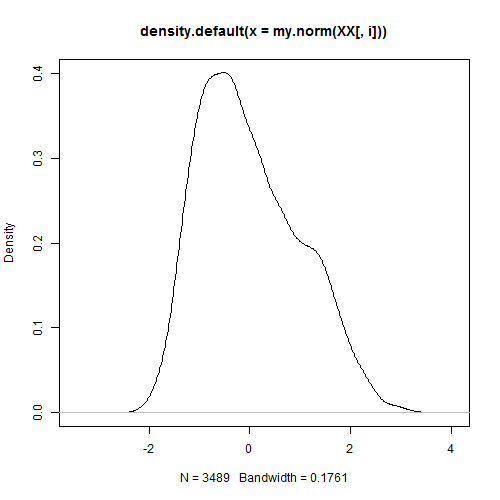 density.default(x = my.norm(XX[, i]))
Density
0.4
0.3
0.2
0.1
0.0
-2 0 2 4
N = 3489 Bandwidth = 0.1761